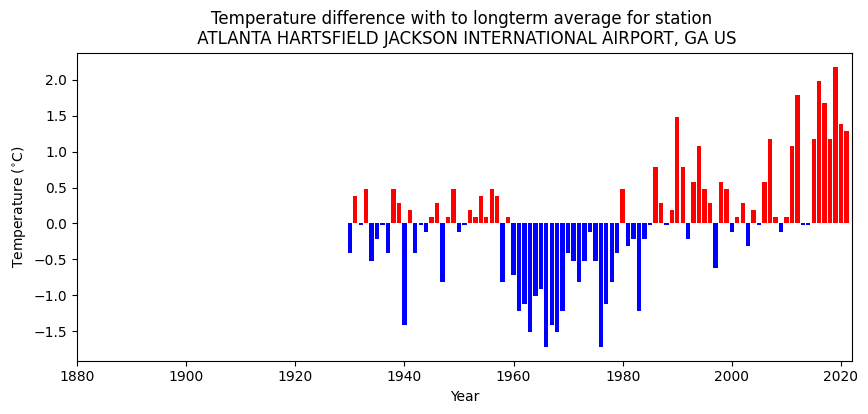 Temperature difference with to longterm average for station
ATLANTA HARTSFIELD JACKSON INTERNATIONAL AIRPORT, GA US
Temperature (°C)
2.0
1.5
1.0
0.5
0.0
−0.5
−1.0
−1.5
1880 1900 1920 1940 1960 1980 2000 2020
Year